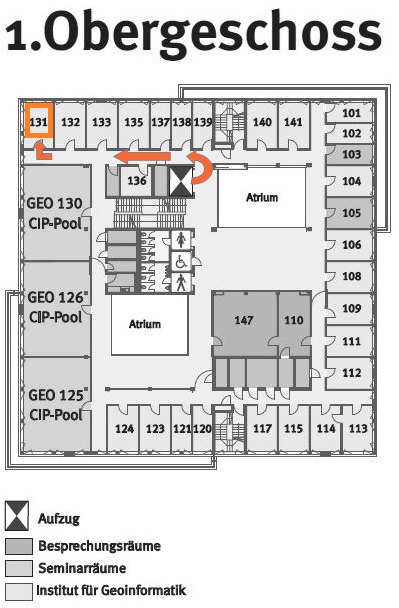 1.Obergeschoss
131 132 133 135 137 138 139 140 141 101
102
103
136 104
Atrium
GEO 130
CIP-Pool
105
106
GEO 126
CIP-Pool
108
109
Atrium 147 110
111
112
GEO 125
CIP-Pool
124 123 121 120 117 115 114 113
Aufzug
Besprechungsräume
Seminarräume
Institut für Geoinformatik